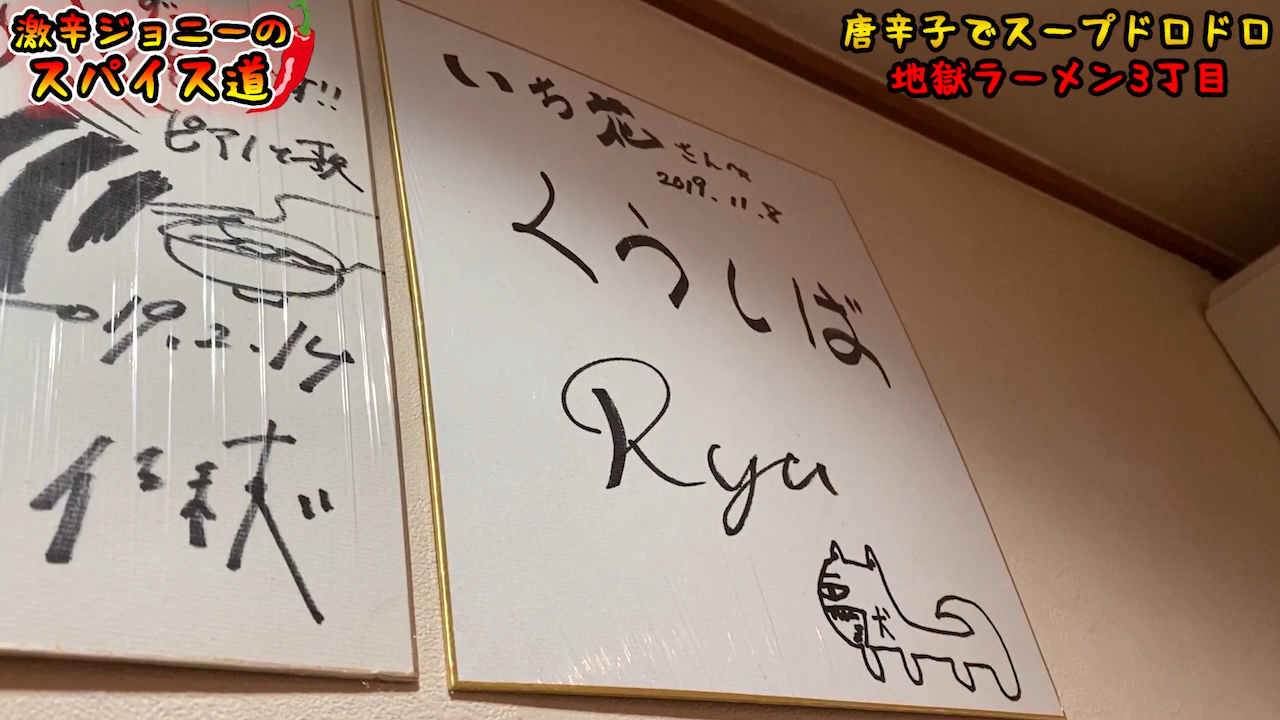 激辛ジョニーの
スパイス道
唐辛子でスープドロドロ
地獄ラーメン3丁目
す!!
ピアノと歌
19.2.14
いち花さんへ
2019.11.8
くうしば
Ryu
犬